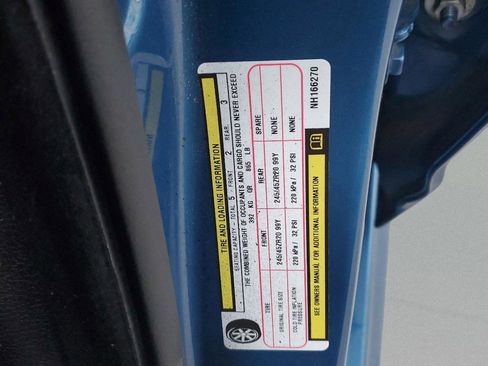 TIRE AND LOADING INFORMATION
SEATING CAPACITY - TOTAL 5 FRONT 2 REAR: 3
THE COMBINED WEIGHT OF OCCUPANTS AND CARGO SHOULD NEVER EXCEED
392 KG OR 865 LB
TIRE FRONT REAR SPARE
ORIGINAL TIRE SIZE 245/45ZR20 99Y 245/45ZR20 99Y NONE
COLD TIRE INFLATION PRESSURE 220 kPa / 32 PSI 220 kPa / 32 PSI NONE
SEE OWNERS MANUAL FOR ADDITIONAL INFORMATION
NH166270